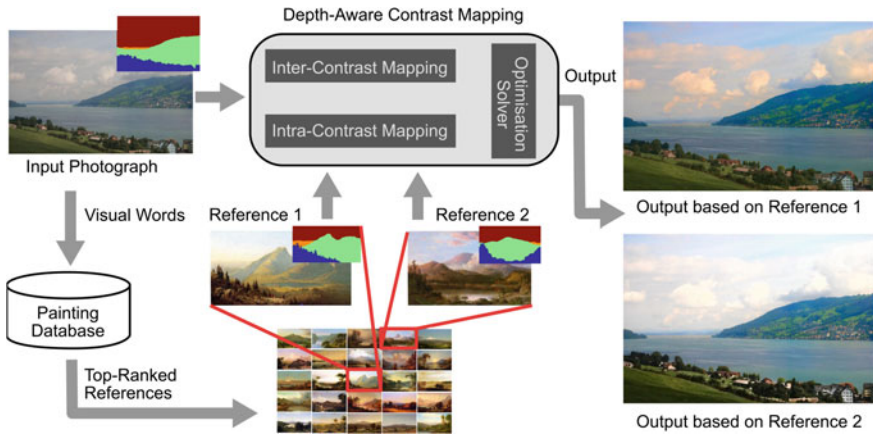 Depth-Aware Contrast Mapping
Inter-Contrast Mapping
Intra-Contrast Mapping
Optimisation
Solver
Output
Input Photograph
Visual Words
Painting
Database
Top-Ranked
References
Reference 1
Reference 2
Output based on Reference 1
Output based on Reference 2